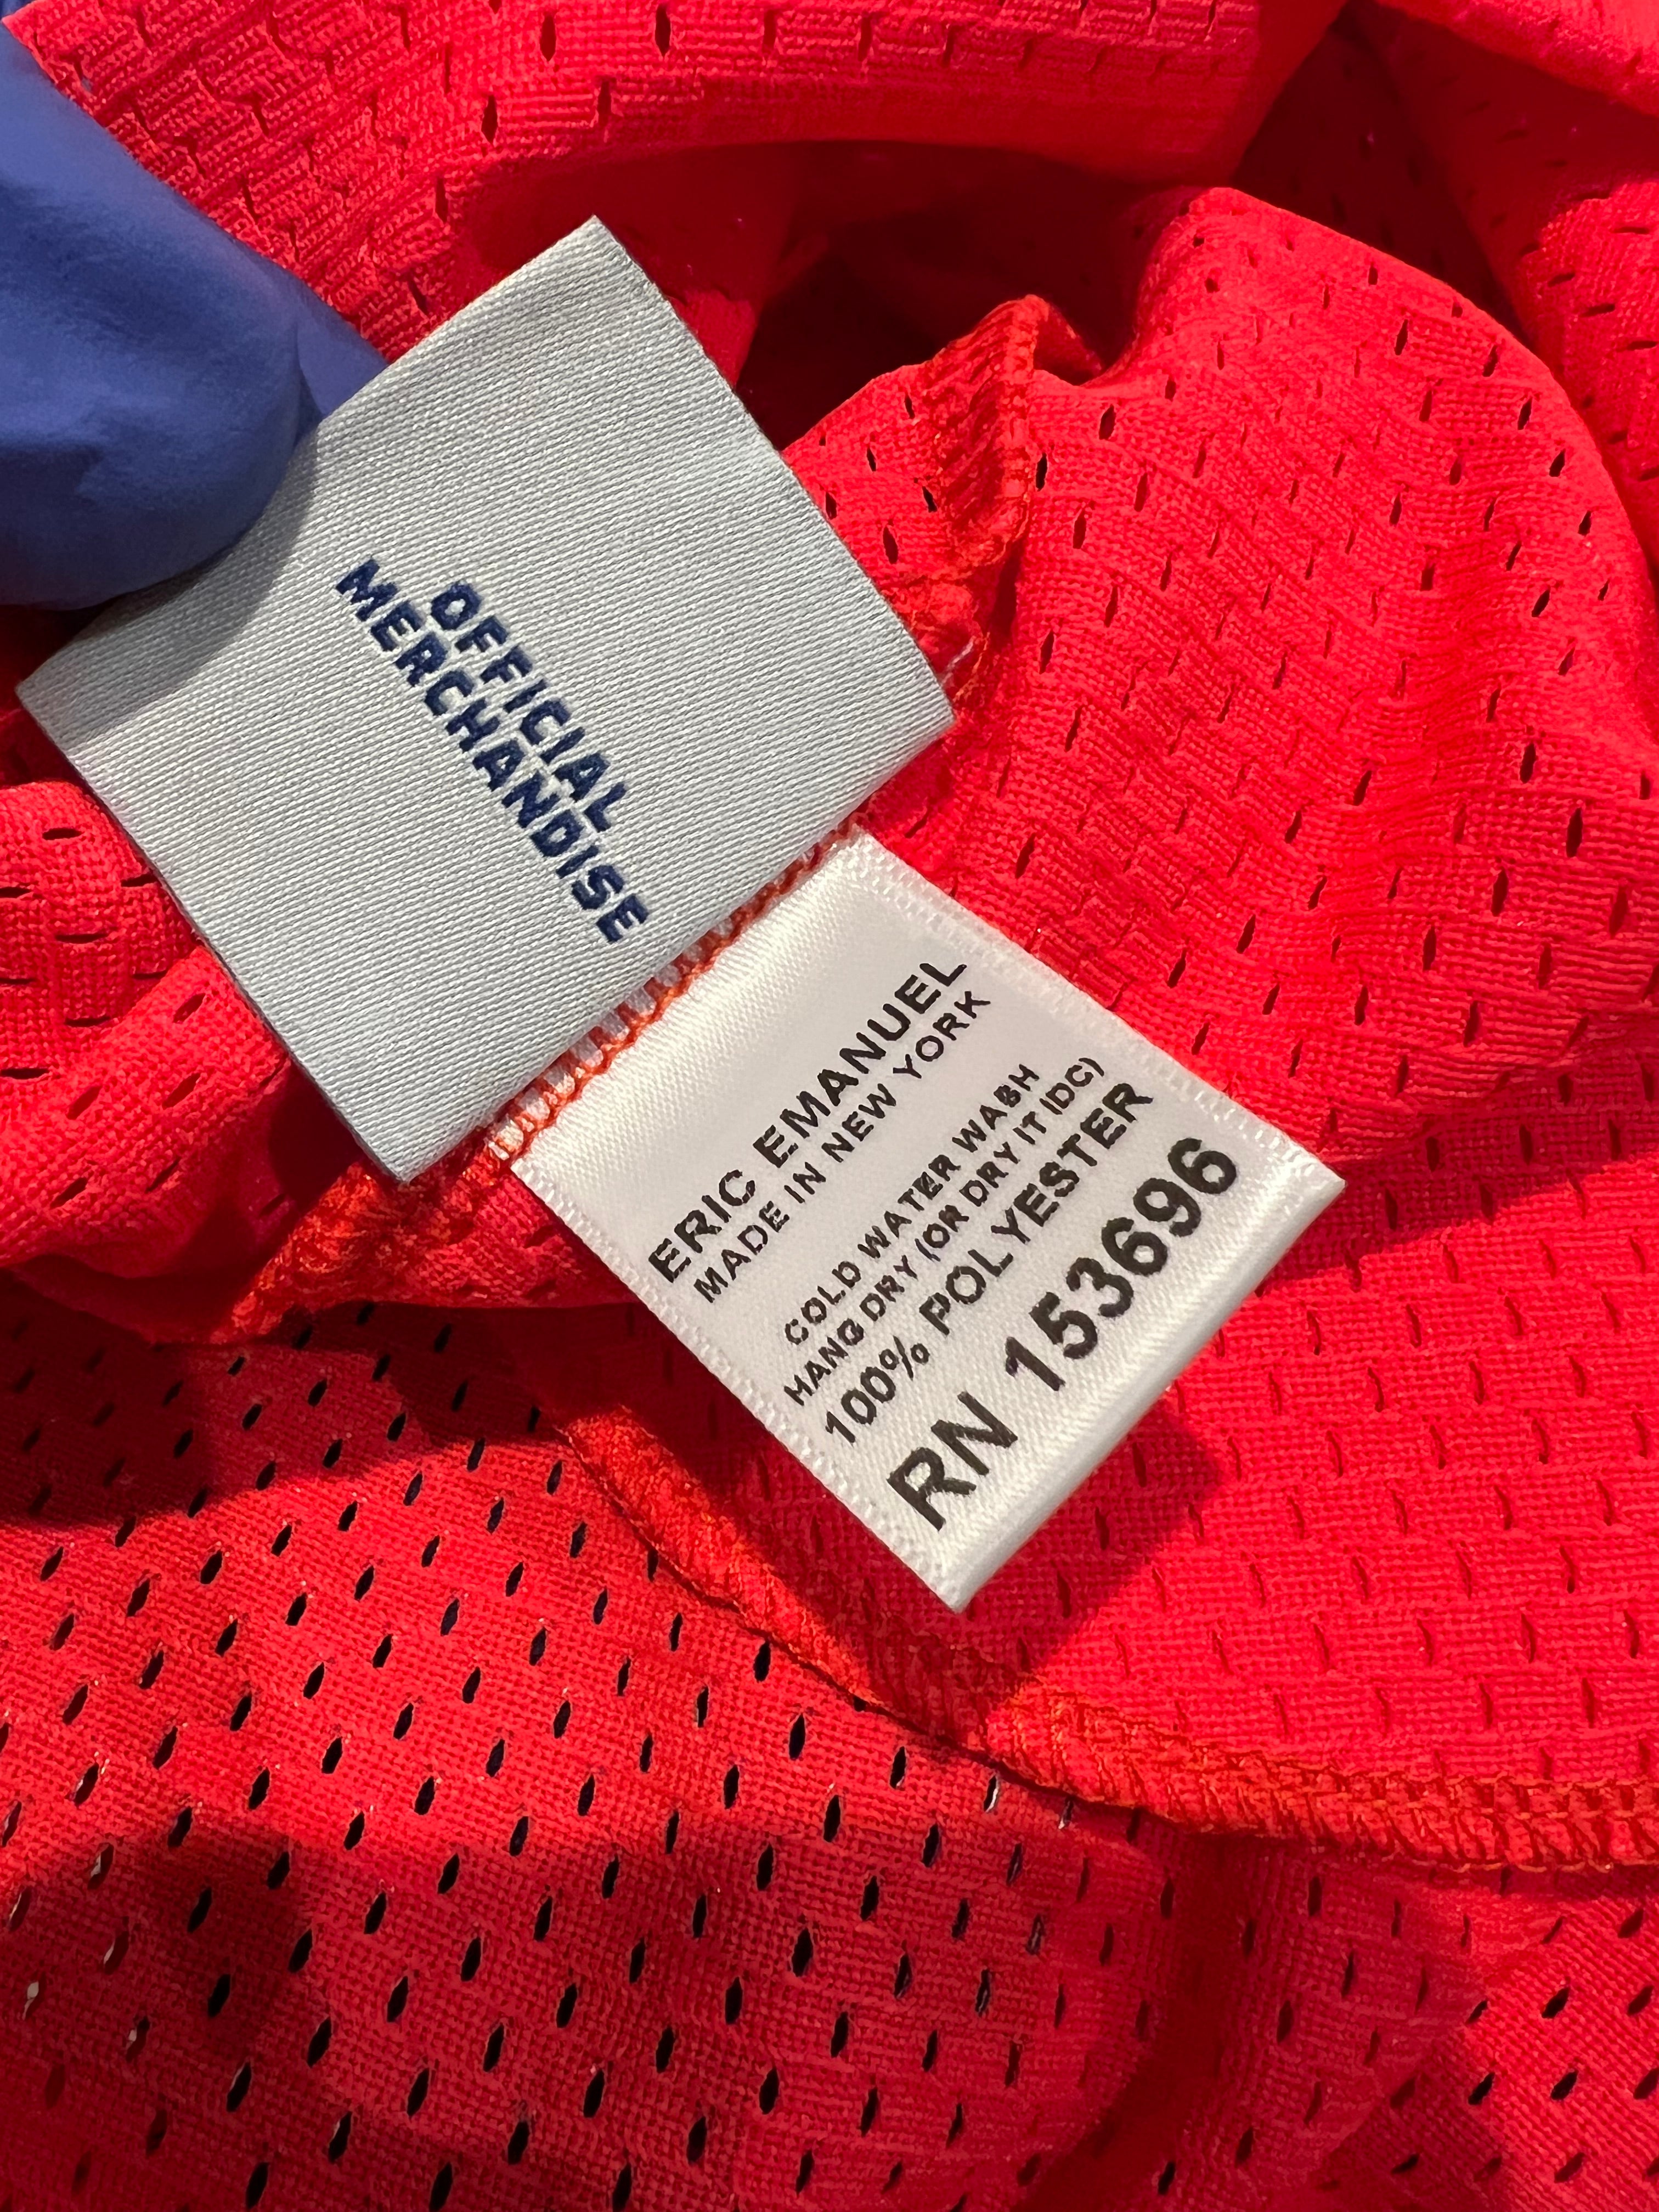 OFFICIAL
MERCHANDISE
ERIC EMANUEL
MADE IN NEW YORK
COLD WATER WASH
HANG DRY (OR DRY IT IDC)
100% POLYESTER
RN 153696